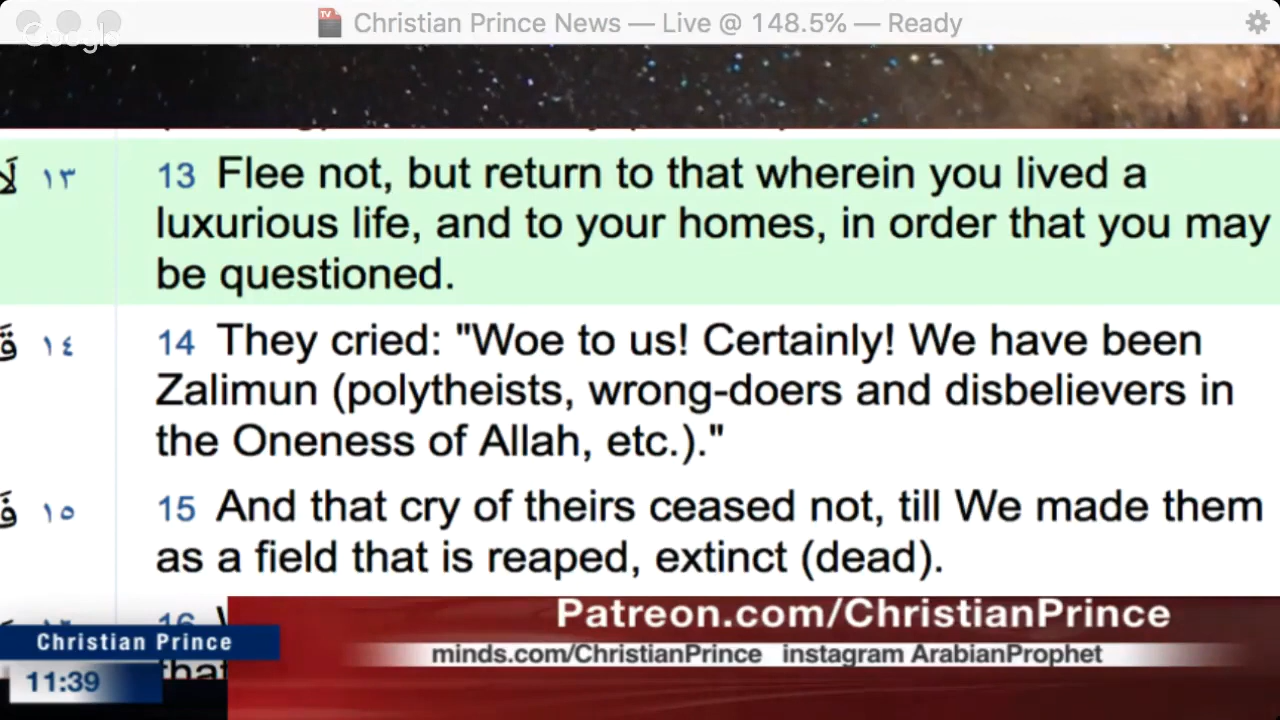 Christian Prince News — Live @ 148.5% — Ready
Google
١٣ 13 Flee not, but return to that wherein you lived a
luxurious life, and to your homes, in order that you may
be questioned.
١٤ 14 They cried: "Woe to us! Certainly! We have been
Zalimun (polytheists, wrong-doers and disbelievers in
the Oneness of Allah, etc.)."
١٥ 15 And that cry of theirs ceased not, till We made them
as a field that is reaped, extinct (dead).
16
that
Patreon.com/ChristianPrince
Christian Prince
minds.com/ChristianPrince instagram ArabianProphet
11:39